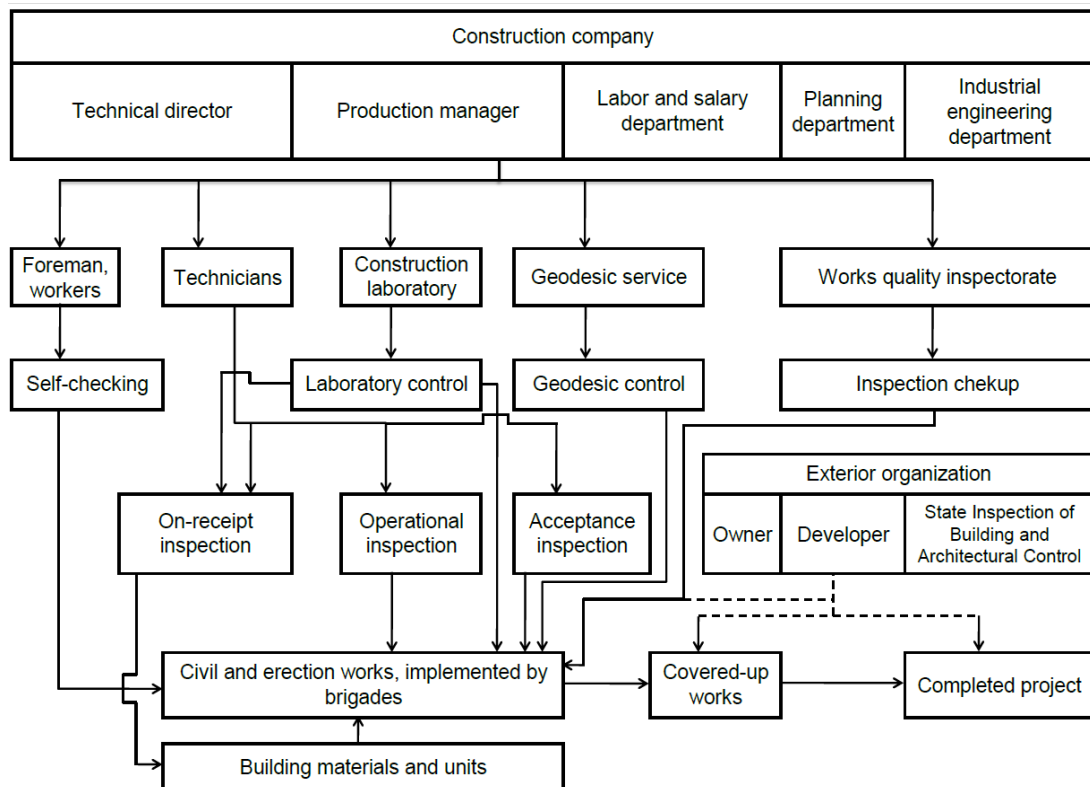 Construction company
Technical director
Production manager
Labor and salary
department
Planning
department
Industrial
engineering
department
Foreman,
workers
Technicians
Construction
laboratory
Geodesic service
Works quality inspectorate
Self-checking
Laboratory control
Geodesic control
Inspection chekup
Exterior organization
Owner
Developer
State Inspection of
Building and
Architectural Control
On-receipt
inspection
Operational
inspection
Acceptance
inspection
Civil and erection works, implemented by
brigades
Covered-up
works
Completed project
Building materials and units